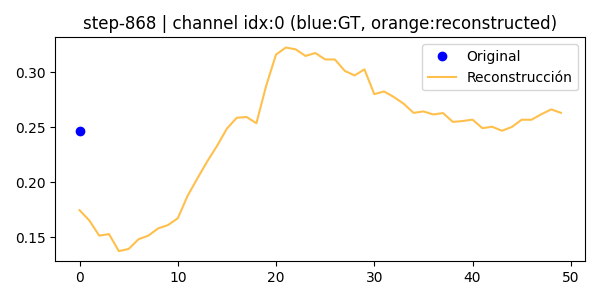 step-868 | channel idx:0 (blue:GT, orange:reconstructed)
Original
Reconstrucción
0.30
0.25
0.20
0.15
0 10 20 30 40 50